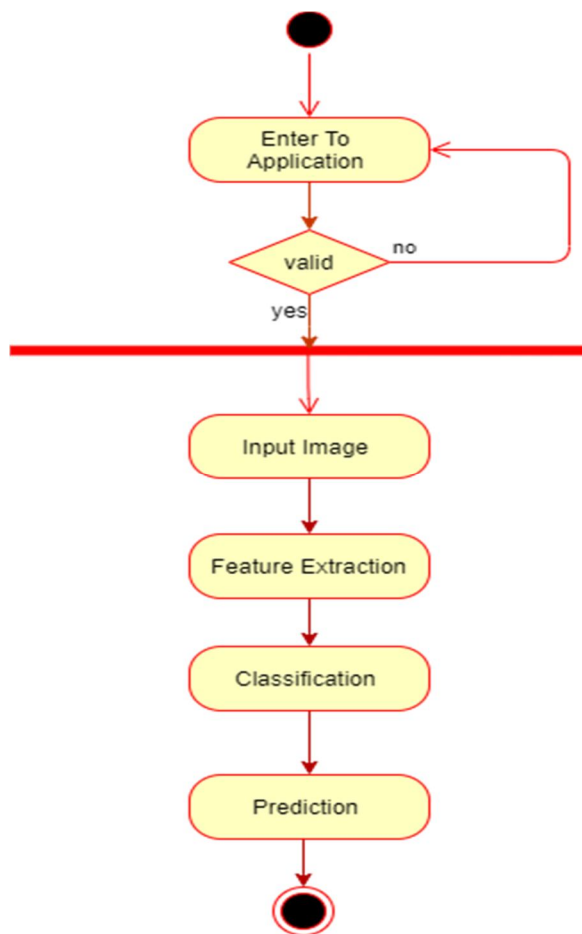 Enter To
Application
valid
no
yes
Input Image
Feature Extraction
Classification
Prediction